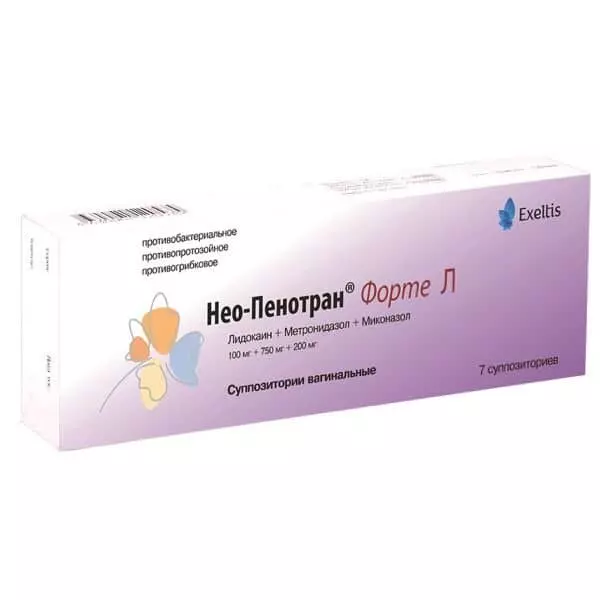 противобактериальное
противопротозойное
противогрибковое
Exeltis
Нео-Пенотран® Форте Л
Лидокаин + Метронидазол + Миконазол
100 мг + 750 мг + 200 мг
Суппозитории вагинальные
7 суппозиториев